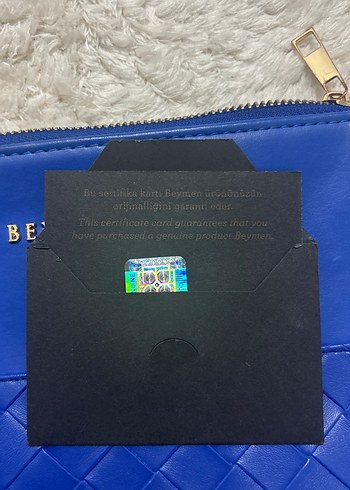 Bu sertifika kartı Beymen ürününüzün
orijinalliğini garanti eder.
This certificate card guarantees that you
have purchased a genuine product Beymen.
BEY